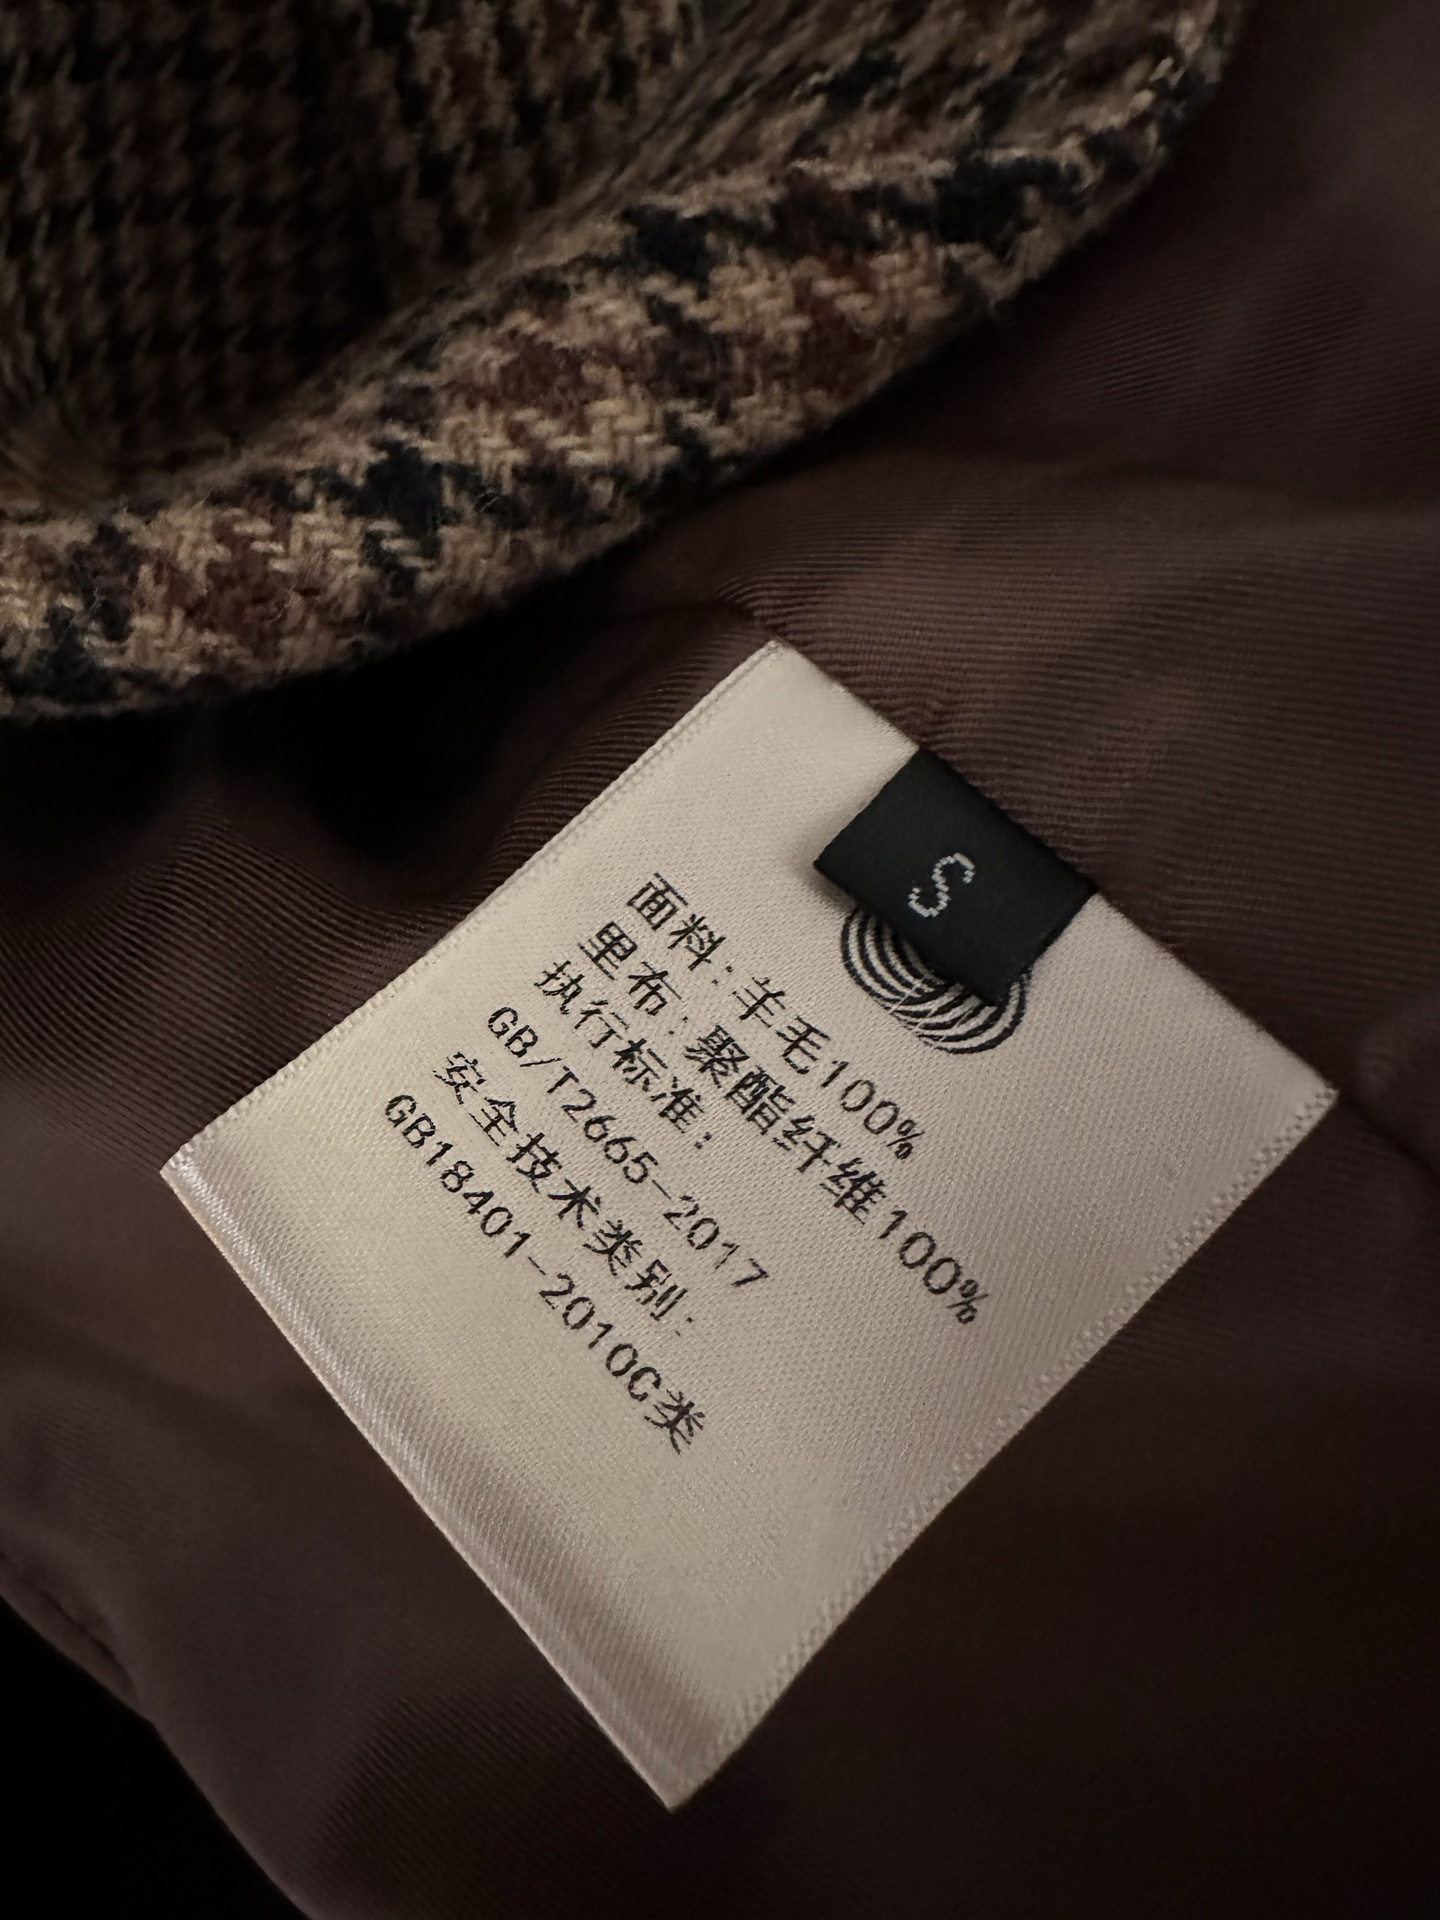 S
面料:羊毛100%
里布:聚酯纤维100%
执行标准:
GB/T2665-2017
安全技术类别:
GB18401-2010C类